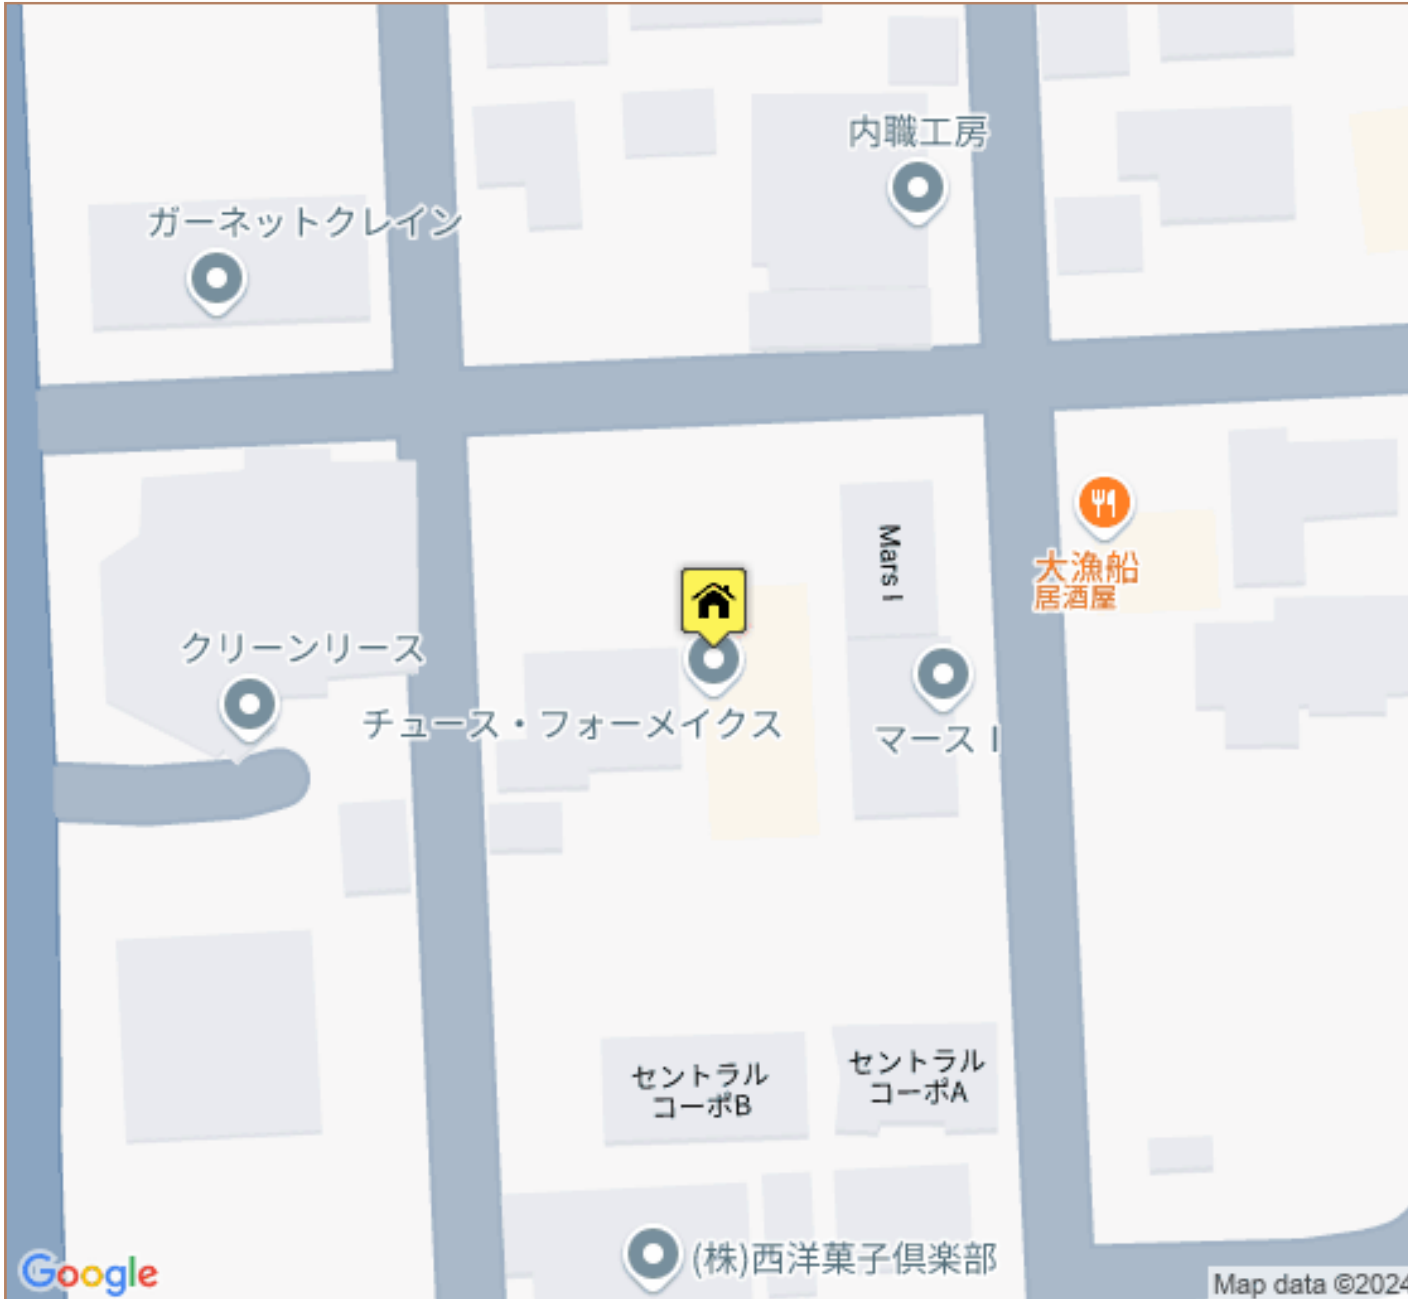 内職工房
ガーネットクレイン
Mars I
大漁船
居酒屋
クリーンリース
チュース・フォーメイクス
マース I
セントラル
コーポB
セントラル
コーポA
(株)西洋菓子倶楽部
Google
Map data ©2024